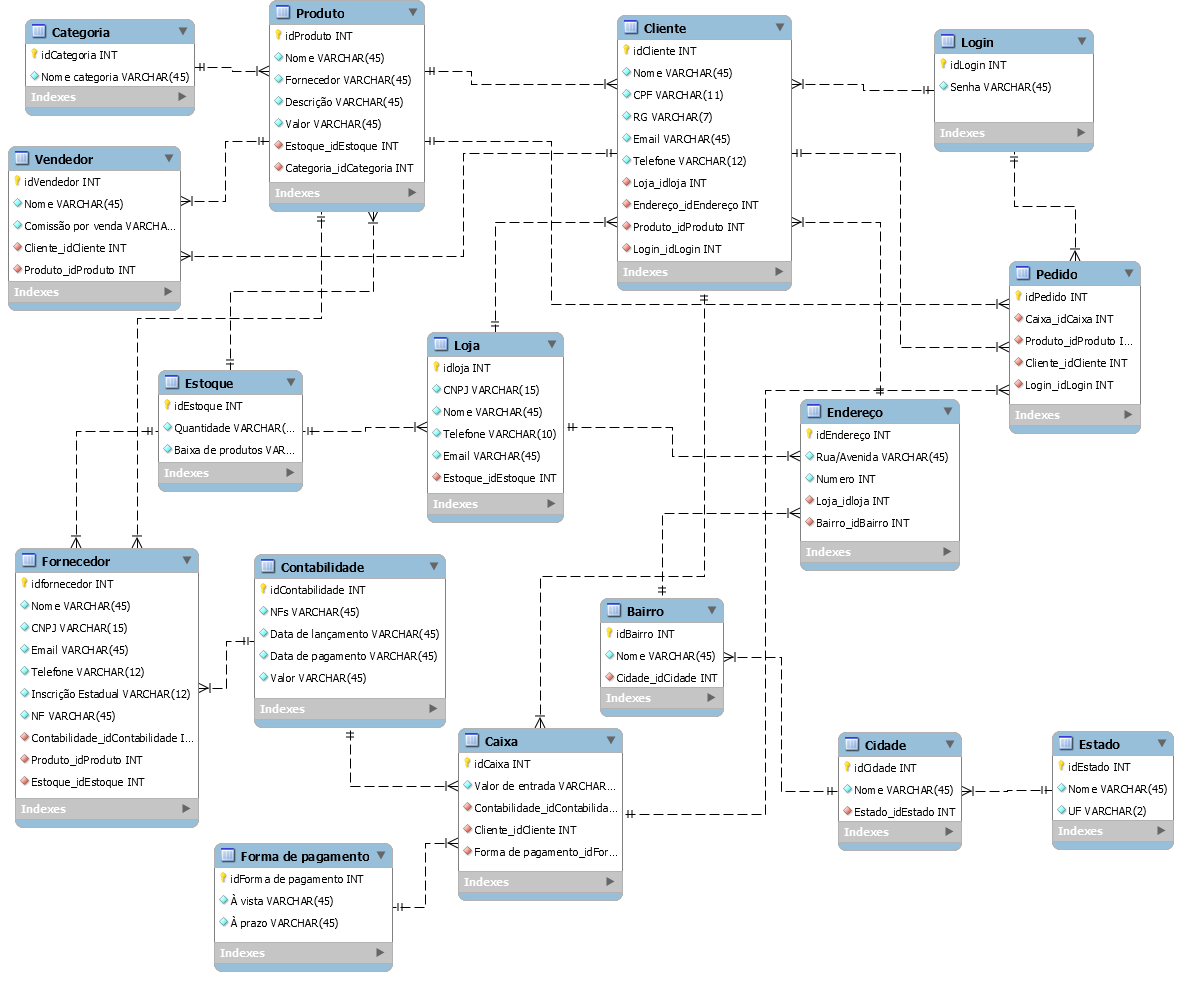 Categoria
idCategoria INT
Nome categoria VARCHAR(45)
Indexes
Produto
idProduto INT
Nome VARCHAR(45)
Fornecedor VARCHAR(45)
Descrição VARCHAR(45)
Valor VARCHAR(45)
Estoque_idEstoque INT
Categoria_idCategoria INT
Indexes
Cliente
idCliente INT
Nome VARCHAR(45)
CPF VARCHAR(11)
RG VARCHAR(7)
Email VARCHAR(45)
Telefone VARCHAR(12)
Loja_idloja INT
Endereço_idEndereço INT
Produto_idProduto INT
Login_idLogin INT
Indexes
Login
idLogin INT
Senha VARCHAR(45)
Indexes
Vendedor
idVendedor INT
Nome VARCHAR(45)
Comissão por venda VARCHA...
Cliente_idCliente INT
Produto_idProduto INT
Indexes
Pedido
idPedido INT
Caixa_idCaixa INT
Produto_idProduto I...
Cliente_idCliente INT
Login_idLogin INT
Indexes
Loja
idloja INT
CNPJ VARCHAR(15)
Nome VARCHAR(45)
Telefone VARCHAR(10)
Email VARCHAR(45)
Estoque_idEstoque INT
Indexes
Estoque
idEstoque INT
Quantidade VARCHAR(...
Baixa de produtos VAR...
Indexes
Endereço
idEndereço INT
Rua/Avenida VARCHAR(45)
Numero INT
Loja_idloja INT
Bairro_idBairro INT
Indexes
Fornecedor
idfornecedor INT
Nome VARCHAR(45)
CNPJ VARCHAR(15)
Email VARCHAR(45)
Telefone VARCHAR(12)
Inscrição Estadual VARCHAR(12)
NF VARCHAR(45)
Contabilidade_idContabilidade I...
Produto_idProduto INT
Estoque_idEstoque INT
Indexes
Contabilidade
idContabilidade INT
NFs VARCHAR(45)
Data de lançamento VARCHAR(45)
Data de pagamento VARCHAR(45)
Valor VARCHAR(45)
Indexes
Bairro
idBairro INT
Nome VARCHAR(45)
Cidade_idCidade INT
Indexes
Caixa
idCaixa INT
Valor de entrada VARCHAR...
Contabilidade_idContabilida...
Cliente_idCliente INT
Forma de pagamento_idFor...
Indexes
Cidade
idCidade INT
Nome VARCHAR(45)
Estado_idEstado INT
Indexes
Estado
idEstado INT
Nome VARCHAR(45)
UF VARCHAR(2)
Indexes
Forma de pagamento
idForma de pagamento INT
À vista VARCHAR(45)
À prazo VARCHAR(45)
Indexes